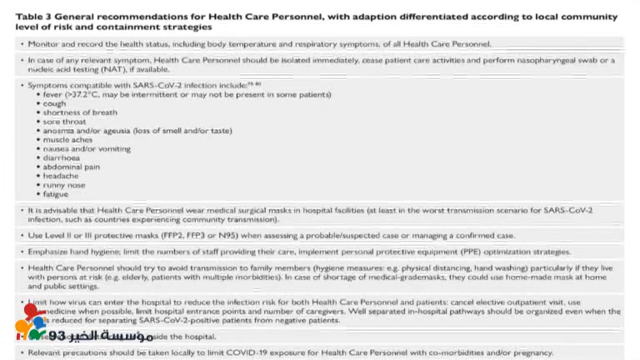 Table 3 General recommendations for Health Care Personnel, with adaption differentiated according to local community
level of risk and containment strategies
• Monitor and record the health status, including body temperature and respiratory symptoms, of all Health Care Personnel.
• In case of any relevant symptom, Health Care Personnel should be isolated immediately, cease patient care activities and perform nasopharyngeal swab or a
nucleic acid testing (NAT), if available.
• Symptoms compatible with SARS-CoV-2 infection include:
• fever (>37.2°C, may be intermittent or may not be present in some patients)
• cough
• shortness of breath
• sore throat
• anosmia and/or ageusia (loss of smell and/or taste)
• muscle aches
• nausea and/or vomiting
• diarrhoea
• abdominal pain
• headache
• runny nose
• fatigue
• It is advisable that Health Care Personnel wear medical surgical masks in hospital facilities (at least in the worst transmission scenario for SARS-CoV-2
infection, such as countries experiencing community transmission).
• Use Level II or III protective masks (FFP2, FFP3 or N95) when assessing a probable/suspected case or managing a confirmed case.
• Emphasize hand hygiene; limit the numbers of staff providing their care, implement personal protective equipment (PPE) optimization strategies.
• Health Care Personnel should try to avoid transmission to family members (hygiene measures: e.g. physical distancing, hand washing) particularly if they live
with persons at risk (e.g. elderly, patients with multiple morbidities). In case of shortage of medical-grademasks, they could use home-made mask at home
and public settings.
Limit how virus can enter the hospital to reduce the infection risk for both Health Care Personnel and patients: cancel elective outpatient visit, use
when possible, limit hospital entrance points and number of caregivers. Well separated in-hospital pathways should be organized even when the
reduced for separating SARS-CoV-2-positive patients from negative patients.
مؤسسة الخير 93
the hospital.
• Relevant precautions should be taken locally to limit COVID-19 exposure for Health Care Personnel with co-morbidities and/or pregnancy.